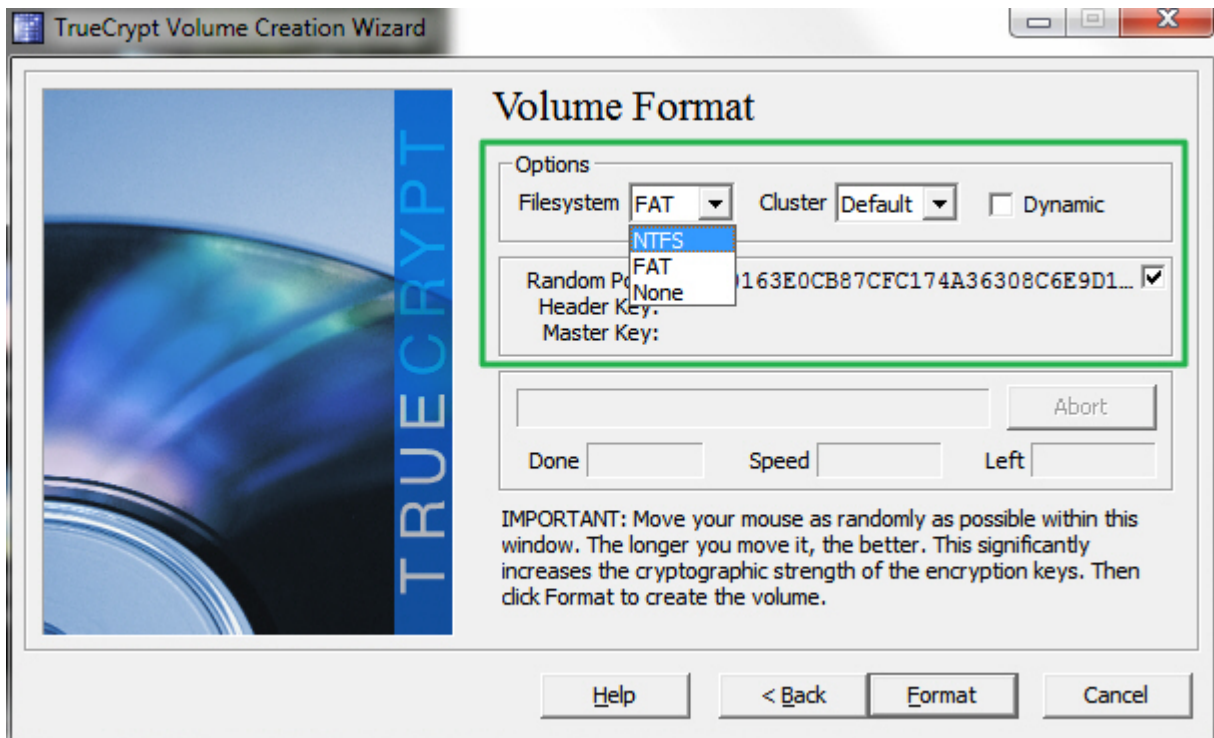 TrueCrypt Volume Creation Wizard
TRUECRYPT
Volume Format
Options
Filesystem FAT Cluster Default Dynamic
NTFS
FAT
None
Random 163E0CB87CFC174A36308C6E9D1...
Header Key:
Master Key:
Abort
Done Speed Left
IMPORTANT: Move your mouse as randomly as possible within this
window. The longer you move it, the better. This significantly
increases the cryptographic strength of the encryption keys. Then
click Format to create the volume.
Help < Back Format Cancel